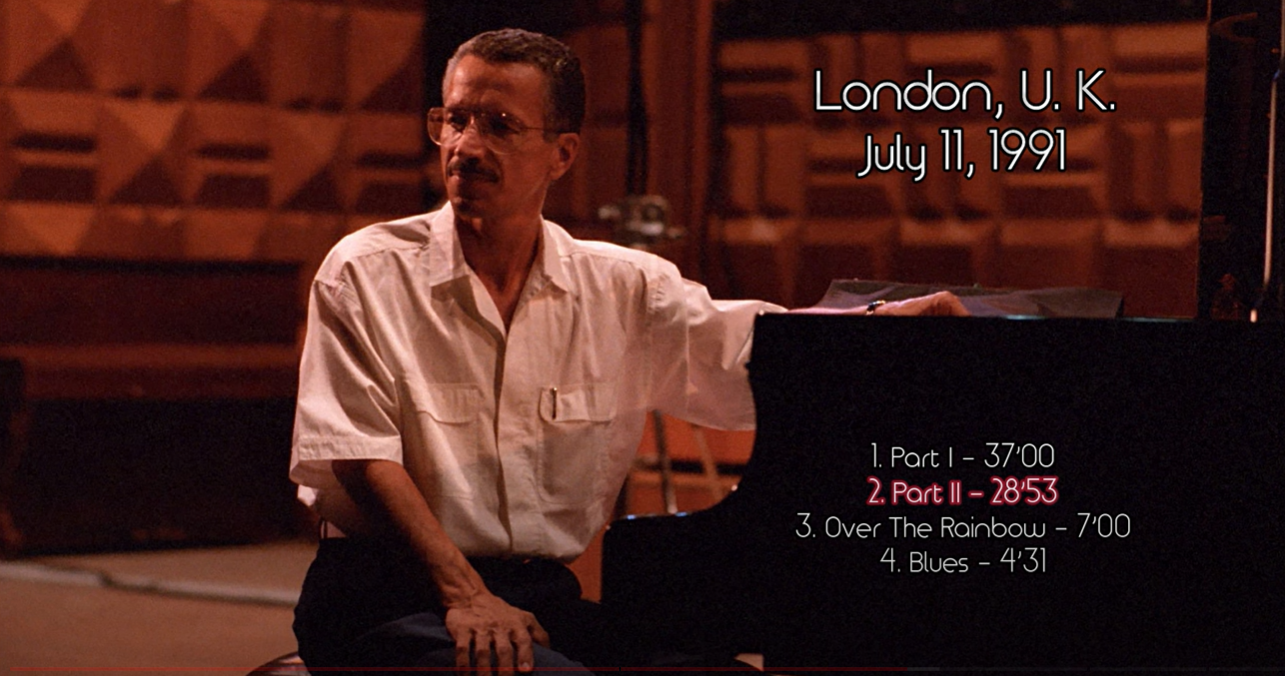 London, U. K.
July 11, 1991
1. Part I - 37'00
2. Part II - 28'53
3. Over The Rainbow - 7'00
4. Blues - 4'31